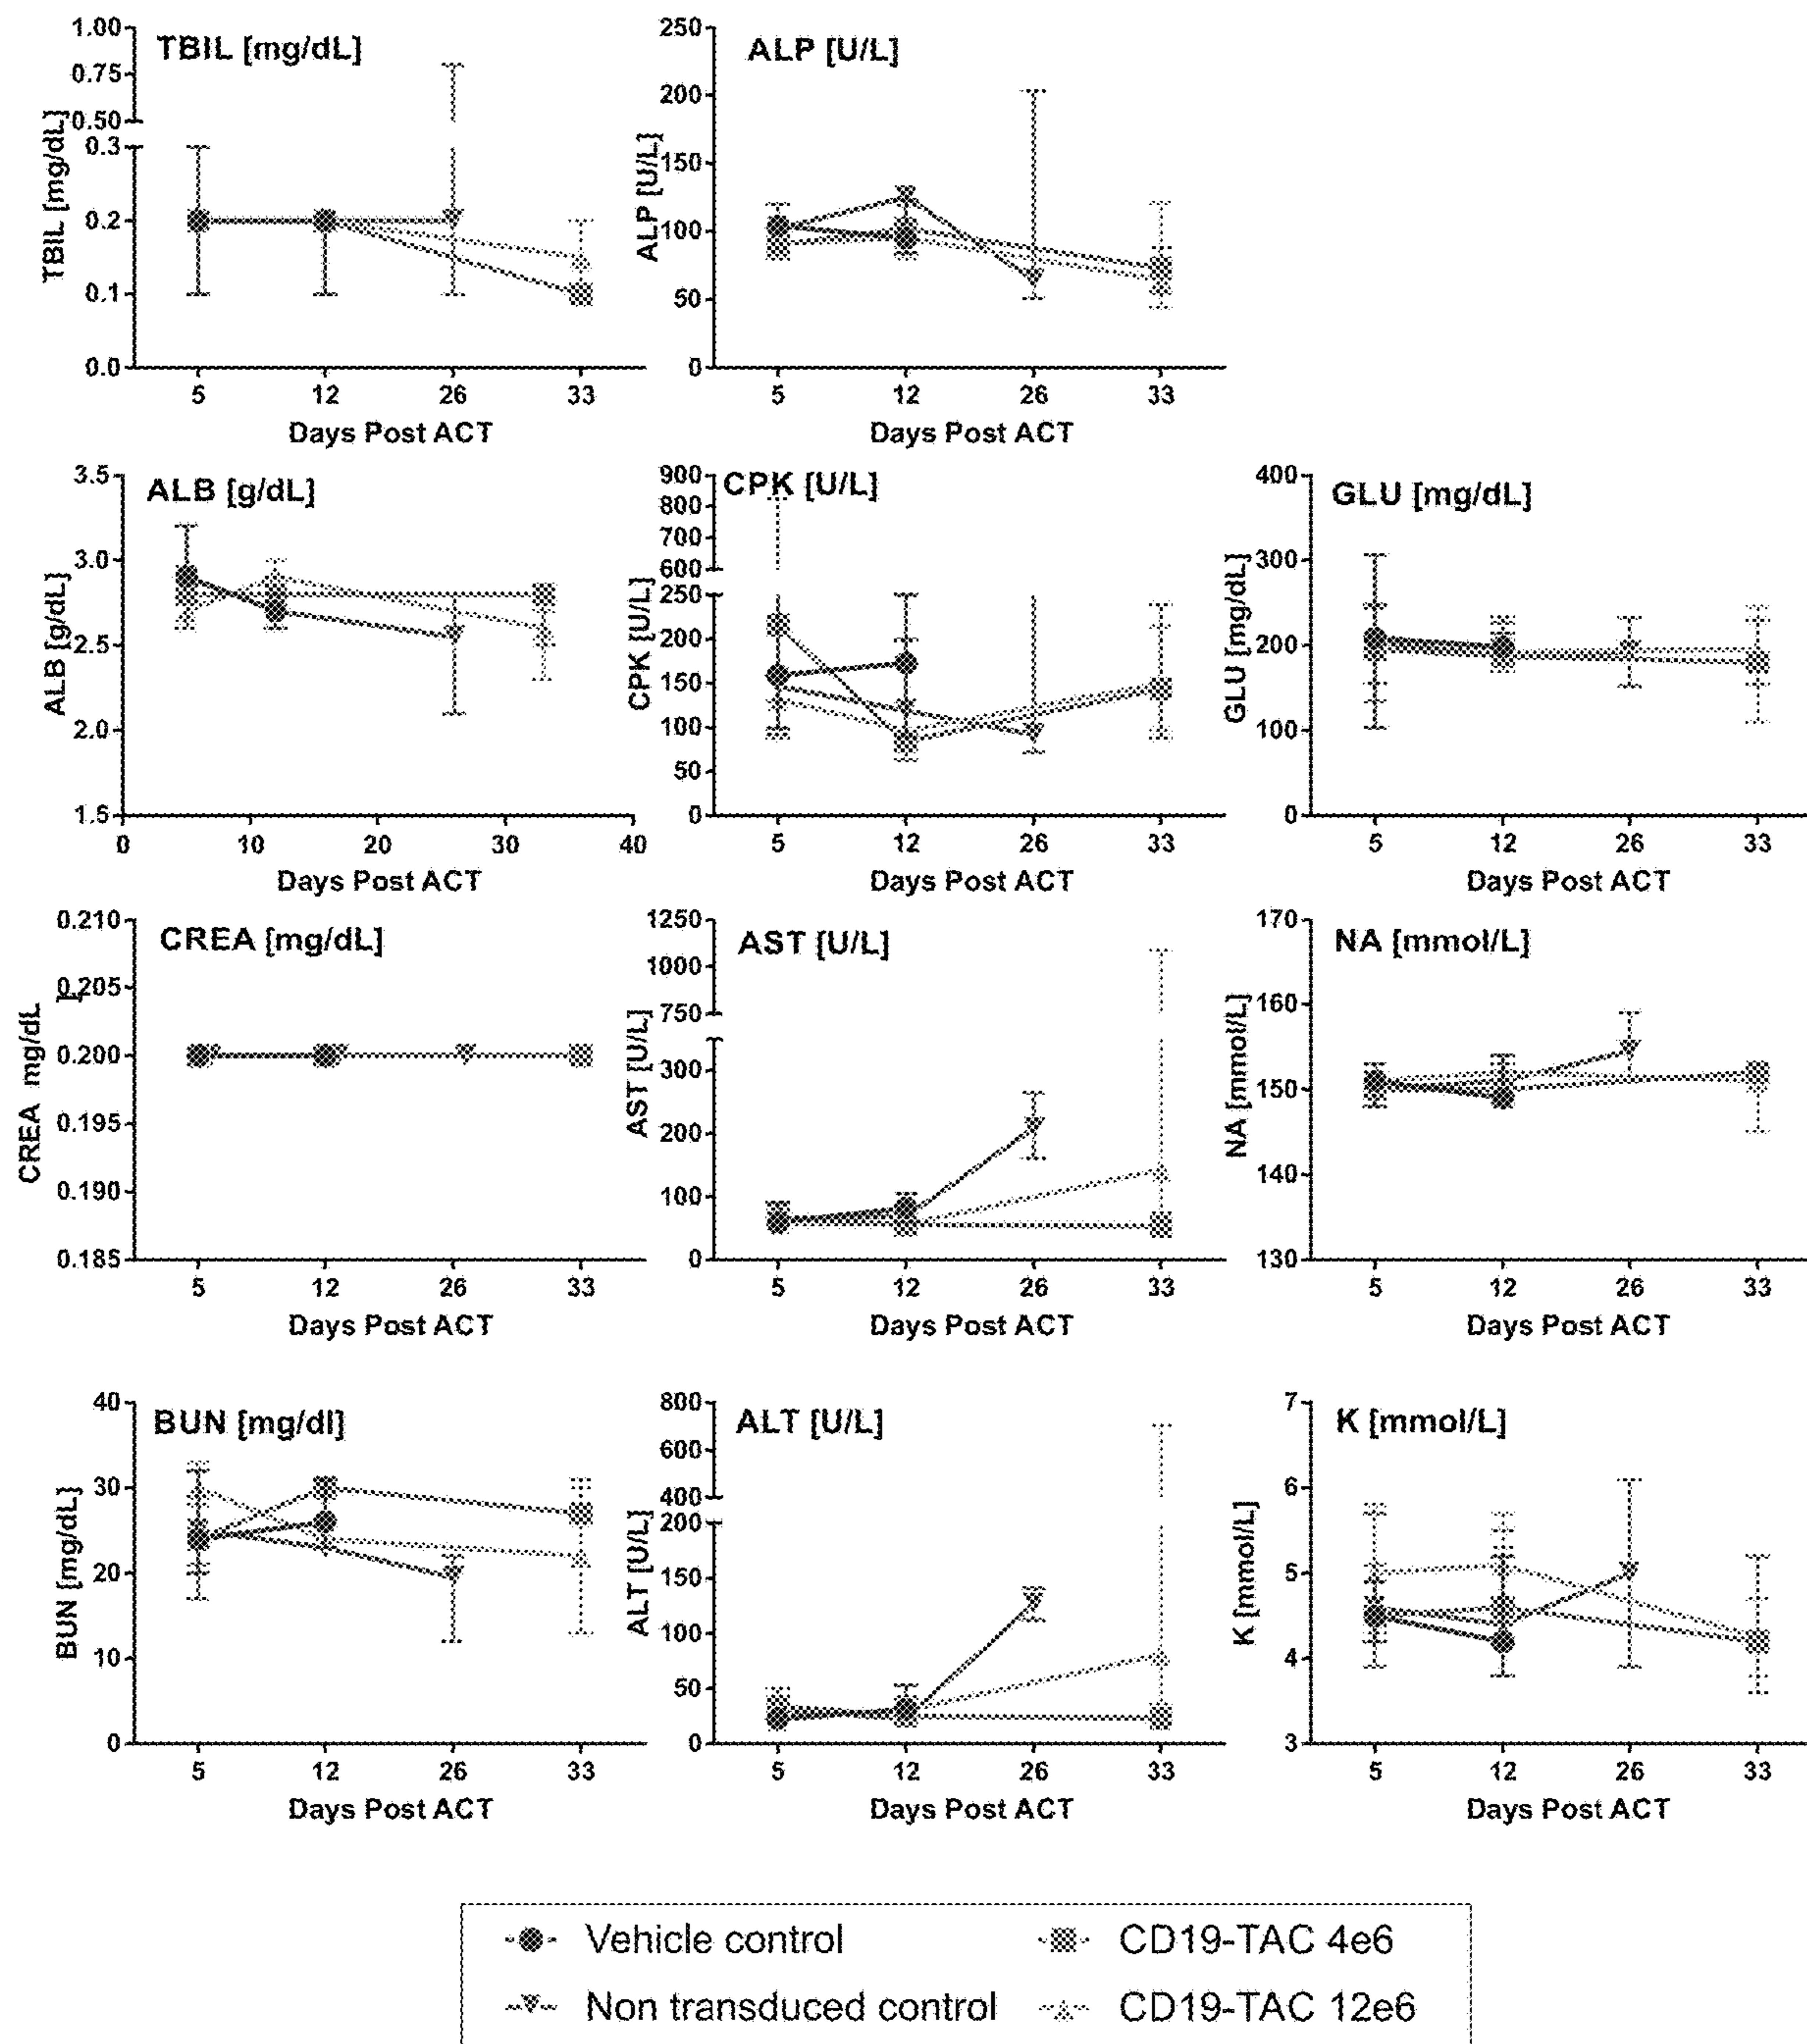 TBIL [mg/dL]
TBIL [mg/dL]
1.00
0.75
0.50
0.3
0.2
0.1
0.0
5 12 26 33
Days Post ACT
ALP [U/L]
ALP [U/L]
250
200
150
100
50
0
5 12 26 33
Days Post ACT
ALB [g/dL]
ALB [g/dL]
3.5
3.0
2.5
2.0
1.5
0 10 20 30 40
Days Post ACT
CPK [U/L]
CPK [U/L]
900
800
700
600
250
200
150
100
50
0
5 12 26 33
Days Post ACT
GLU [mg/dL]
GLU [mg/dL]
400
300
200
100
0
5 12 26 33
Days Post ACT
CREA [mg/dL]
CREA mg/dL
0.210
0.205
0.200
0.195
0.190
0.185
5 12 26 33
Days Post ACT
AST [U/L]
AST [U/L]
1250
1000
750
300
200
100
0
5 12 26 33
Days Post ACT
NA [mmol/L]
NA [mmol/L]
170
160
150
140
130
5 12 26 33
Days Post ACT
BUN [mg/dl]
BUN [mg/dL]
40
30
20
10
0
5 12 26 33
Days Post ACT
ALT [U/L]
ALT [U/L]
800
600
400
200
150
100
50
0
5 12 26 33
Days Post ACT
K [mmol/L]
K [mmol/L]
7
6
5
4
3
5 12 26 33
Days Post ACT
Vehicle control
CD19-TAC 4e6
Non transduced control
CD19-TAC 12e6